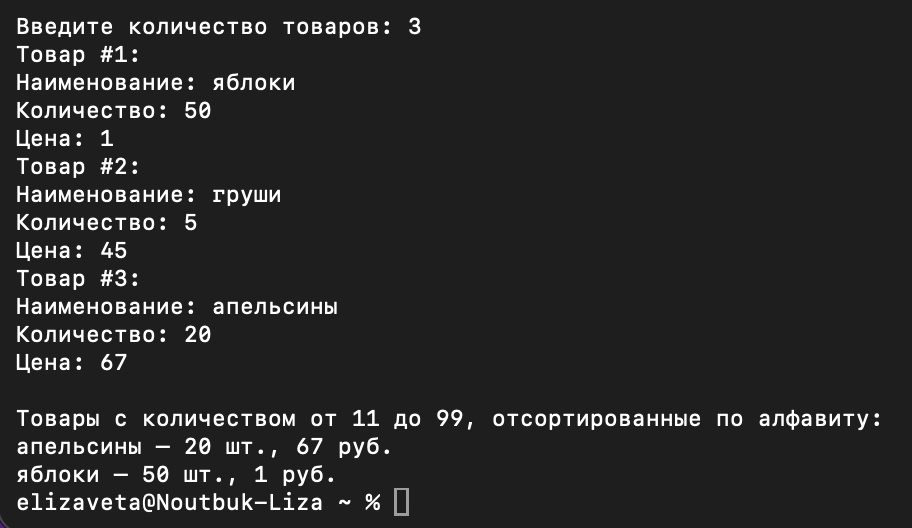 Введите количество товаров: 3
Товар #1:
Наименование: яблоки
Количество: 50
Цена: 1
Товар #2:
Наименование: груши
Количество: 5
Цена: 45
Товар #3:
Наименование: апельсины
Количество: 20
Цена: 67
Товары с количеством от 11 до 99, отсортированные по алфавиту:
апельсины — 20 шт., 67 руб.
яблоки — 50 шт., 1 руб.
elizaveta@Noutbuk-Liza ~ %